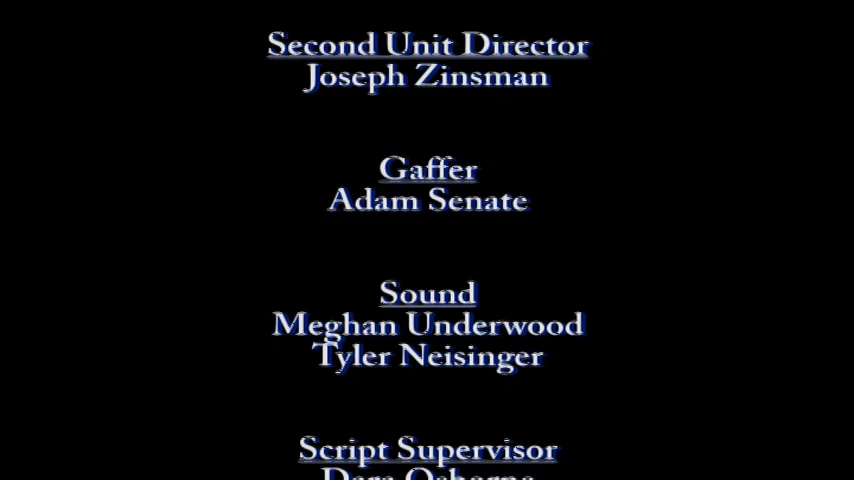 Second Unit Director
Joseph Zinsman
Gaffer
Adam Senate
Sound
Meghan Underwood
Tyler Neisinger
Script Supervisor